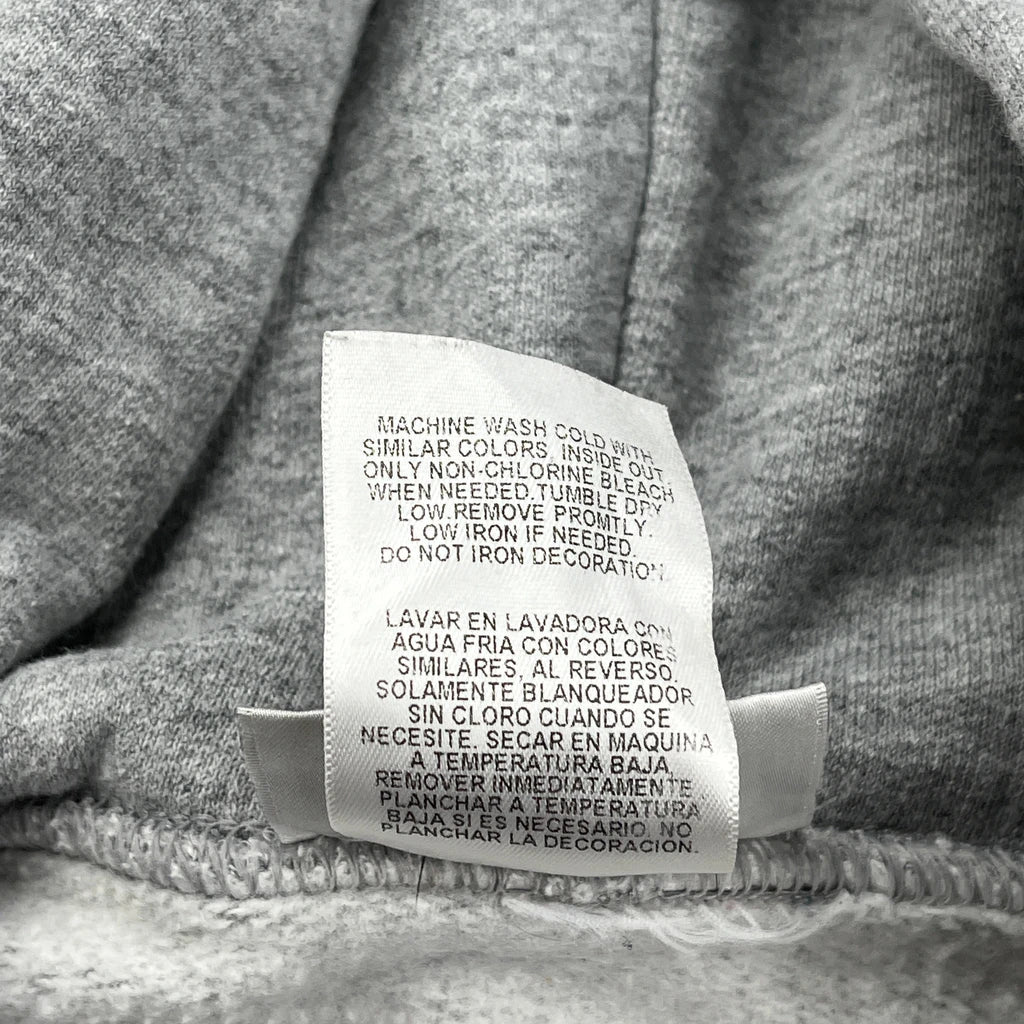 MACHINE WASH COLD WITH
SIMILAR COLORS, INSIDE OUT.
ONLY NON-CHLORINE BLEACH
WHEN NEEDED.TUMBLE DRY
LOW.REMOVE PROMTLY.
LOW IRON IF NEEDED.
DO NOT IRON DECORATION.
LAVAR EN LAVADORA CON
AGUA FRIA CON COLORES
SIMILARES, AL REVERSO.
SOLAMENTE BLANQUEADOR
SIN CLORO CUANDO SE
NECESITE. SECAR EN MAQUINA
A TEMPERATURA BAJA,
REMOVER INMEDIATAMENTE
PLANCHAR A TEMPERATURA
BAJA SI ES NECESARIO. NO
PLANCHAR LA DECORACION.